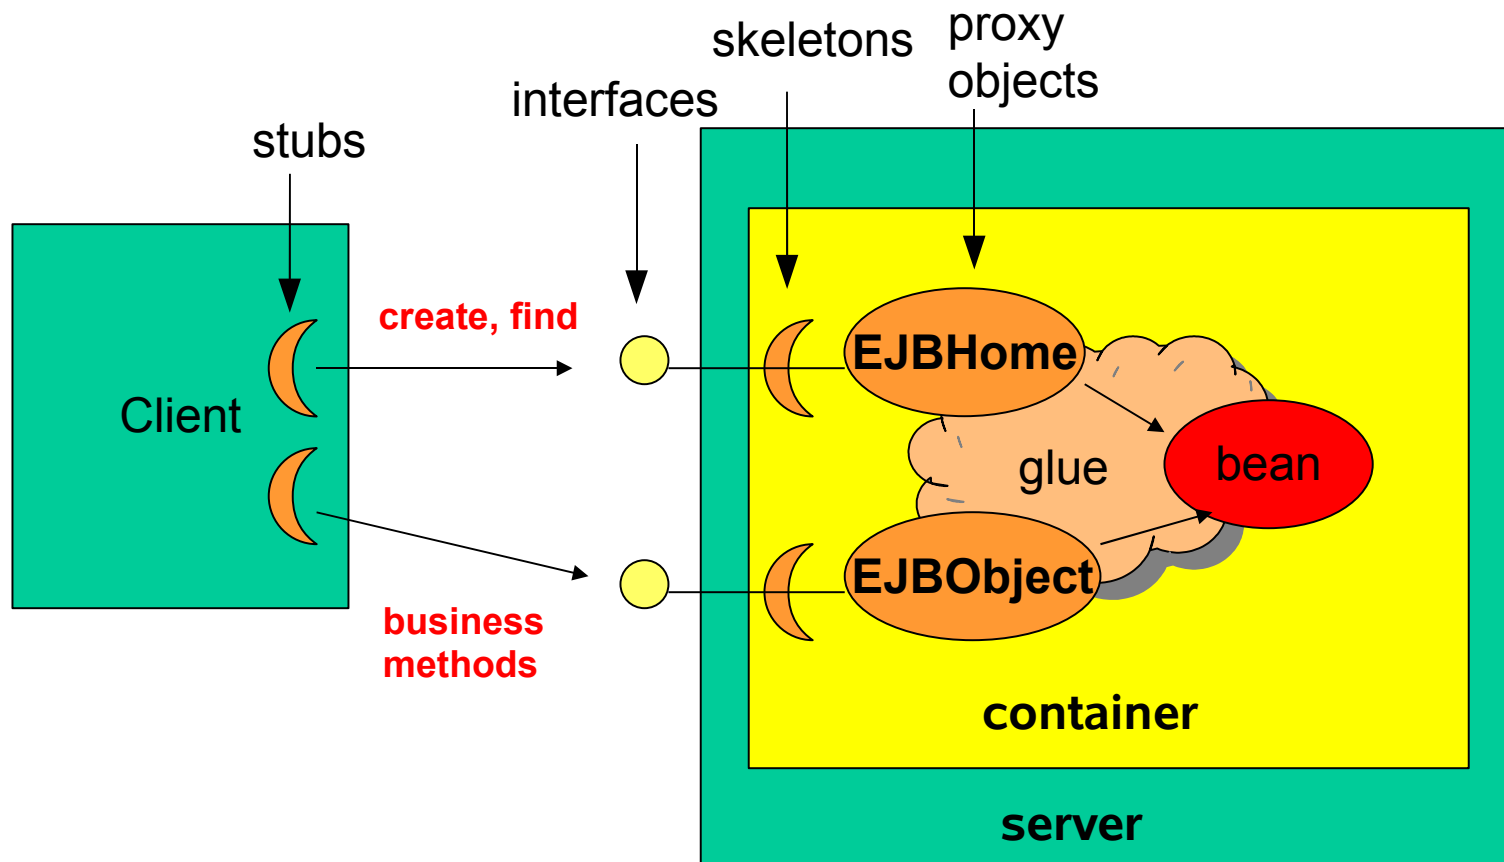 skeletons
proxy
objects
interfaces
stubs
create, find
EJBHome
Client
glue
bean
EJBObject
business
methods
container
server